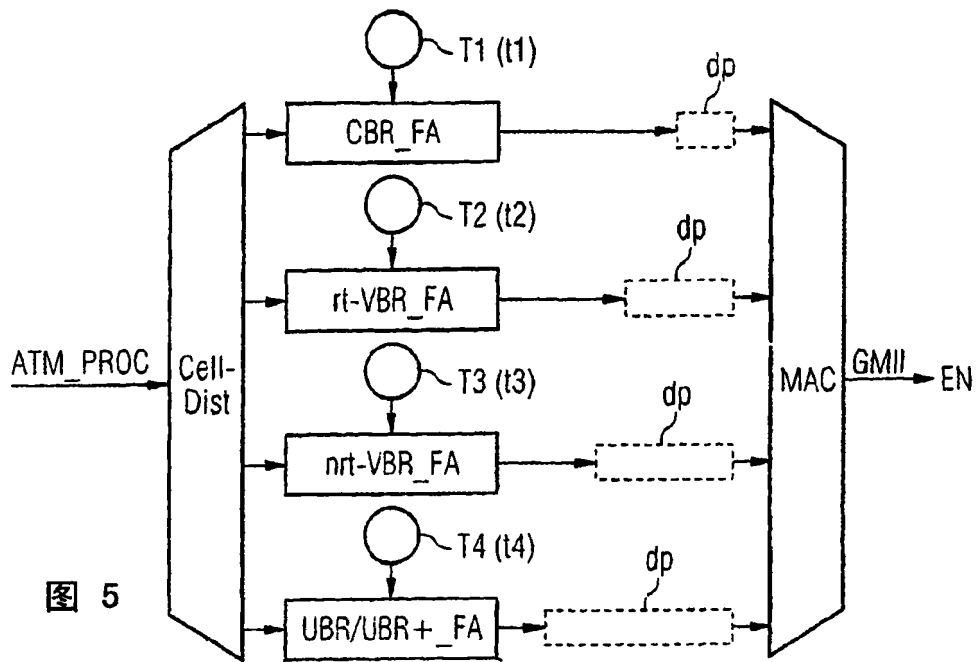 T1 (t1)
dp
CBR_FA
T2 (t2)
dp
rt-VBR_FA
ATM_PROC
Cell-
Dist
T3 (t3)
dp
MAC
GMII
EN
nrt-VBR_FA
T4 (t4)
dp
图 5
UBR/UBR+_FA